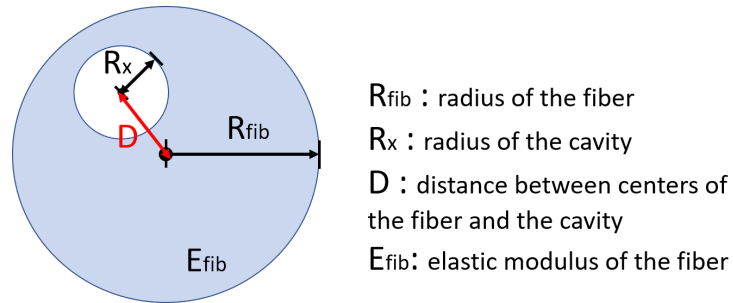 Rx
D
Rfib
Efib
Rfib : radius of the fiber
Rx : radius of the cavity
D : distance between centers of
the fiber and the cavity
Efib: elastic modulus of the fiber